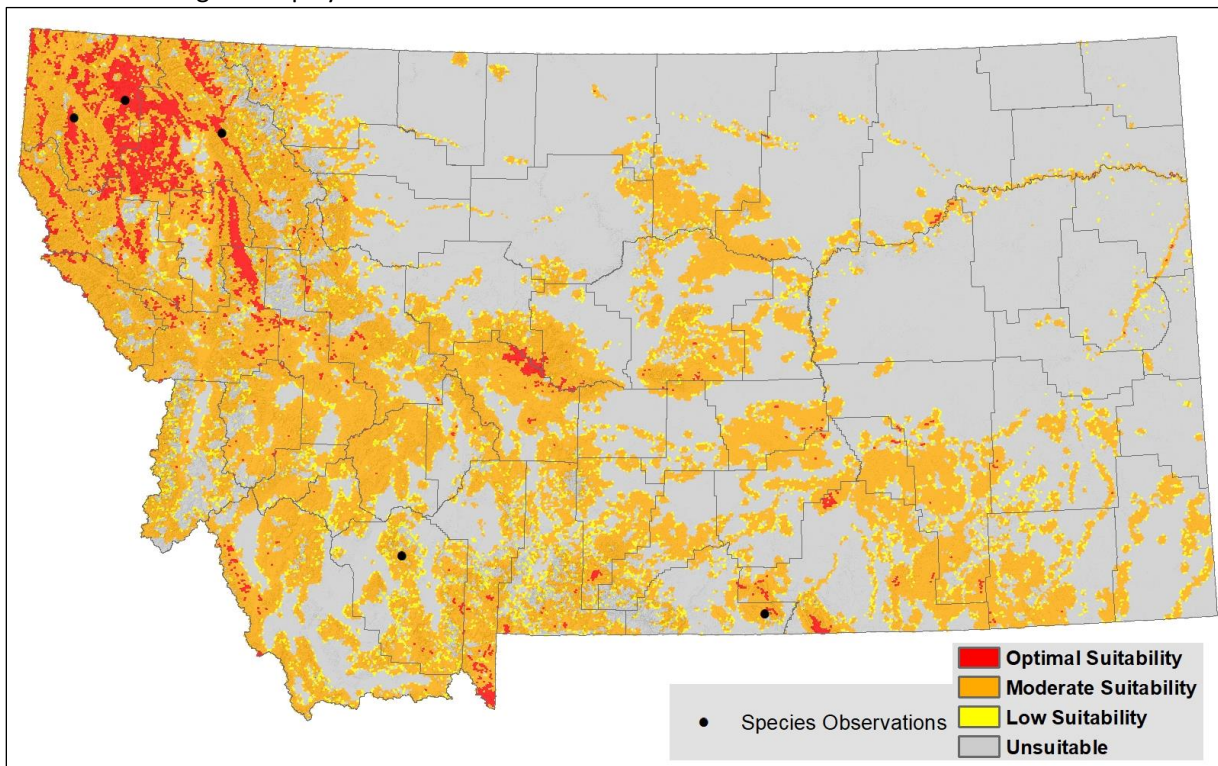 Optimal Suitability
Moderate Suitability
Species Observations
Low Suitability
Unsuitable